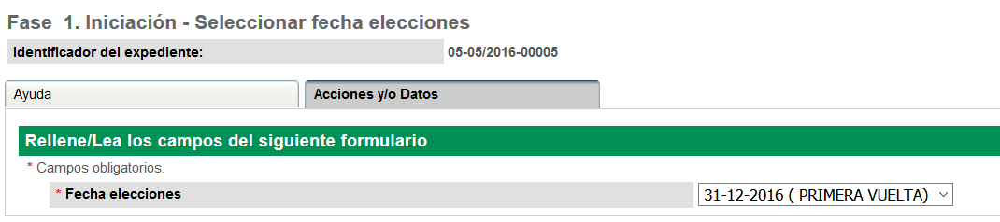 Fase 1. Iniciación - Seleccionar fecha elecciones
Identificador del expediente: 05-05/2016-00005
Ayuda Acciones y/o Datos
Rellene/Lea los campos del siguiente formulario
* Campos obligatorios.
* Fecha elecciones 31-12-2016 ( PRIMERA VUELTA)